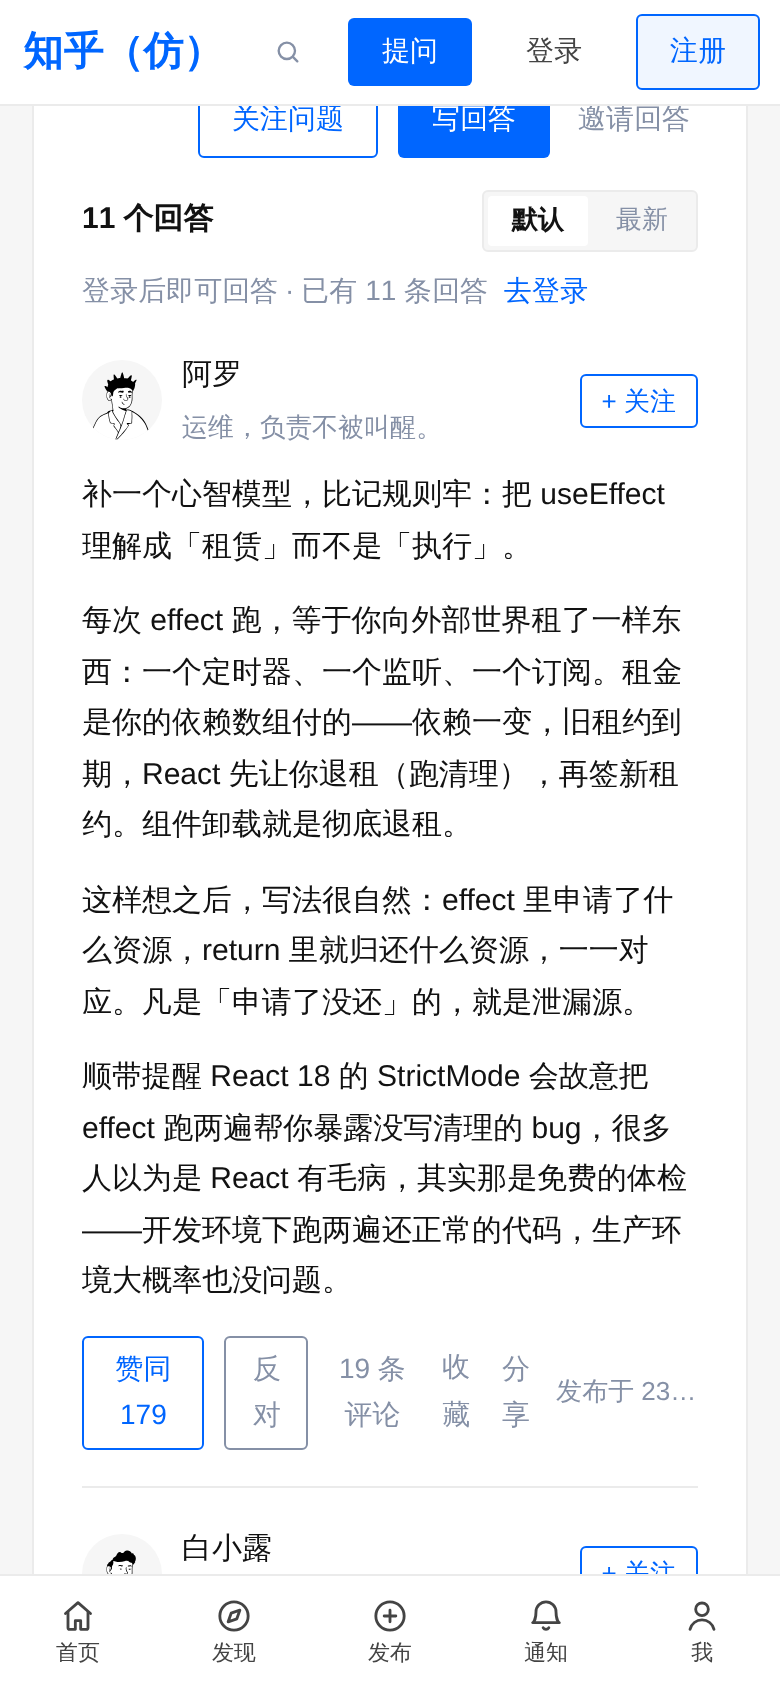 知乎（仿）
提问
登录
注册
关注问题
写回答
邀请回答
11 个回答
默认
最新
登录后即可回答 · 已有 11 条回答 去登录
阿罗
运维，负责不被叫醒。
+ 关注
补一个心智模型，比记规则牢：把 useEffect
理解成「租赁」而不是「执行」。
每次 effect 跑，等于你向外部世界租了一样东
西：一个定时器、一个监听、一个订阅。租金
是你的依赖数组付的——依赖一变，旧租约到
期，React 先让你退租（跑清理），再签新租
约。组件卸载就是彻底退租。
这样想之后，写法很自然：effect 里申请了什
么资源，return 里就归还什么资源，一一对
应。凡是「申请了没还」的，就是泄漏源。
顺带提醒 React 18 的 StrictMode 会故意把
effect 跑两遍帮你暴露没写清理的 bug，很多
人以为是 React 有毛病，其实那是免费的体检
——开发环境下跑两遍还正常的代码，生产环
境大概率也没问题。
赞同
179
反
对
19 条
评论
收
藏
分
享
发布于 23…
白小露
+ 关注
首页
发现
发布
通知
我